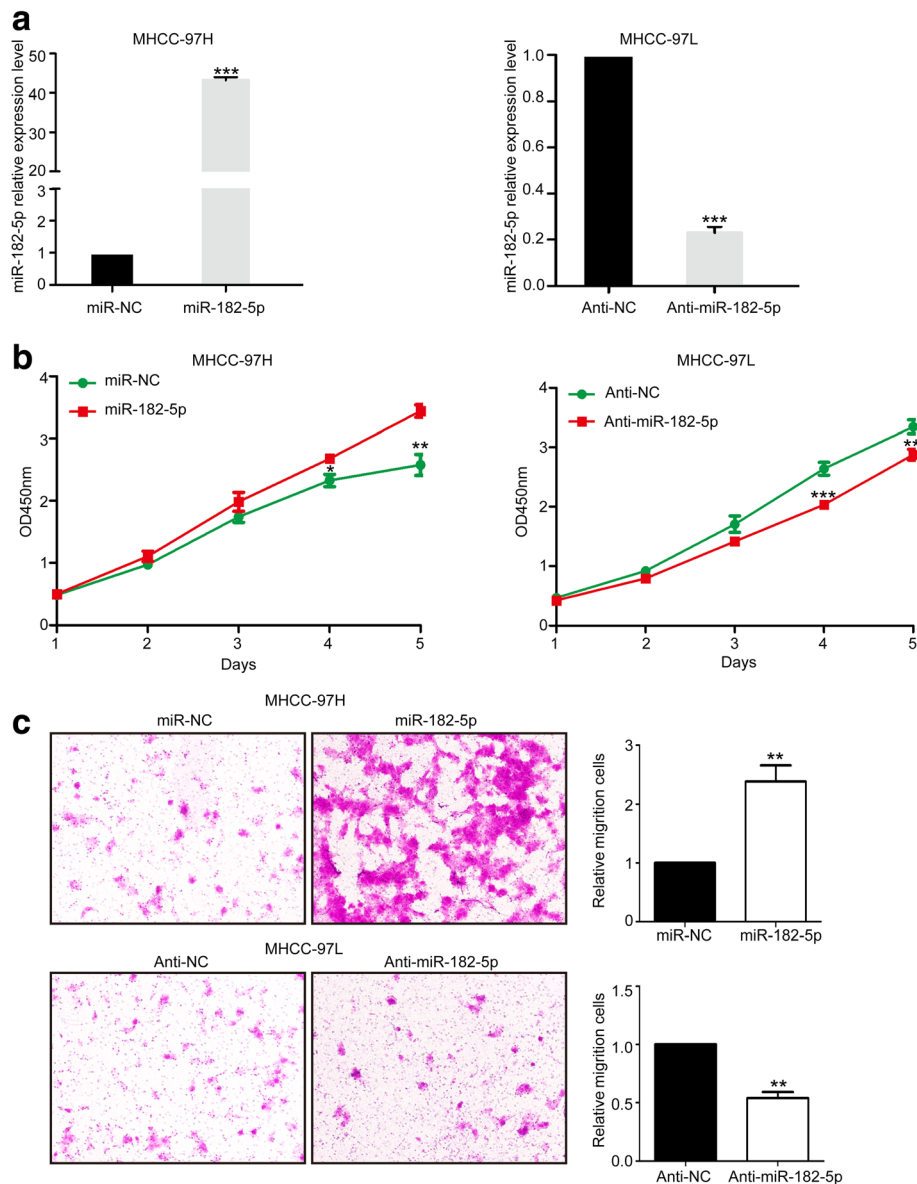 a
MHCC-97H
miR-182-5p relative expression level
50
40
30
20
3
2
1
0
***
miR-NC
miR-182-5p
MHCC-97L
miR-182-5p relative expression level
1.0
0.8
0.6
0.4
0.2
0.0
***
Anti-NC
Anti-miR-182-5p
b
MHCC-97H
miR-NC
miR-182-5p
OD450nm
4
3
2
1
0
*
**
1 2 3 4 5
Days
MHCC-97L
Anti-NC
Anti-miR-182-5p
OD450nm
4
3
2
1
0
***
**
1 2 3 4 5
Days
c
MHCC-97H
miR-NC
miR-182-5p
Relative migrition cells
3
2
1
0
**
miR-NC
miR-182-5p
MHCC-97L
Anti-NC
Anti-miR-182-5p
Relative migrition cells
1.5
1.0
0.5
0.0
**
Anti-NC
Anti-miR-182-5p